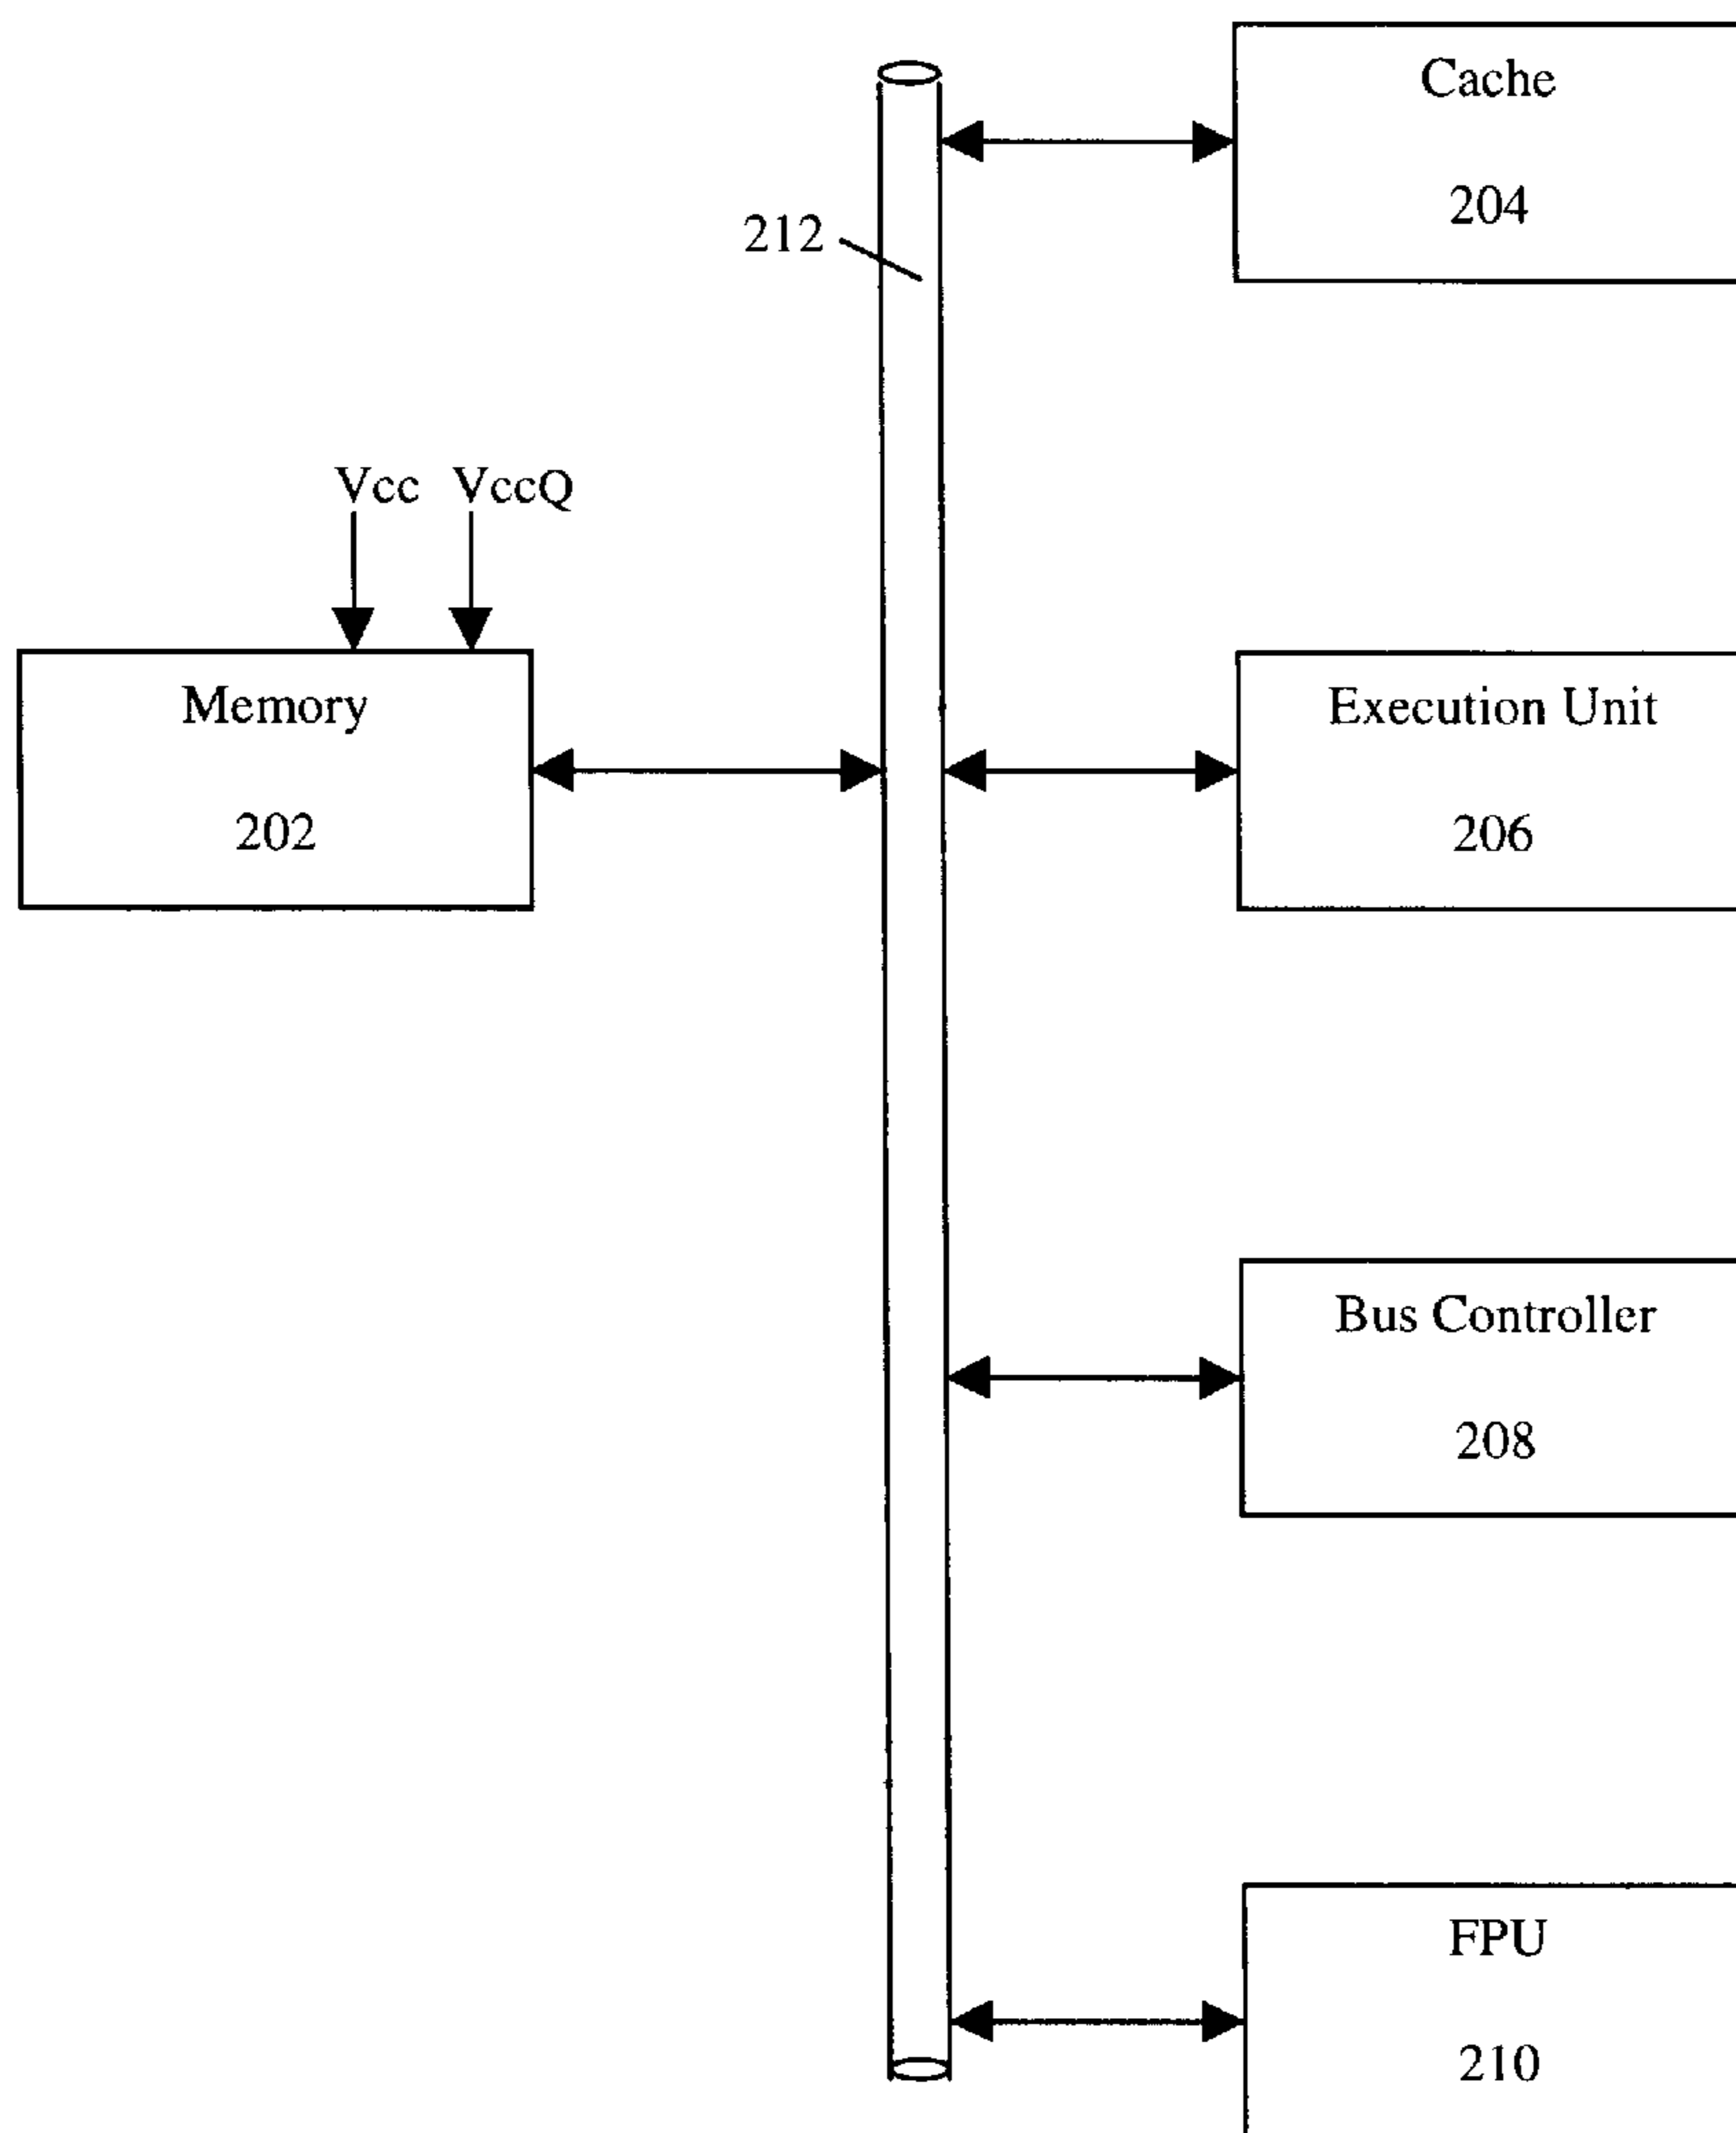 Cache
204
212
Vcc VccQ
Memory
202
Execution Unit
206
Bus Controller
208
FPU
210